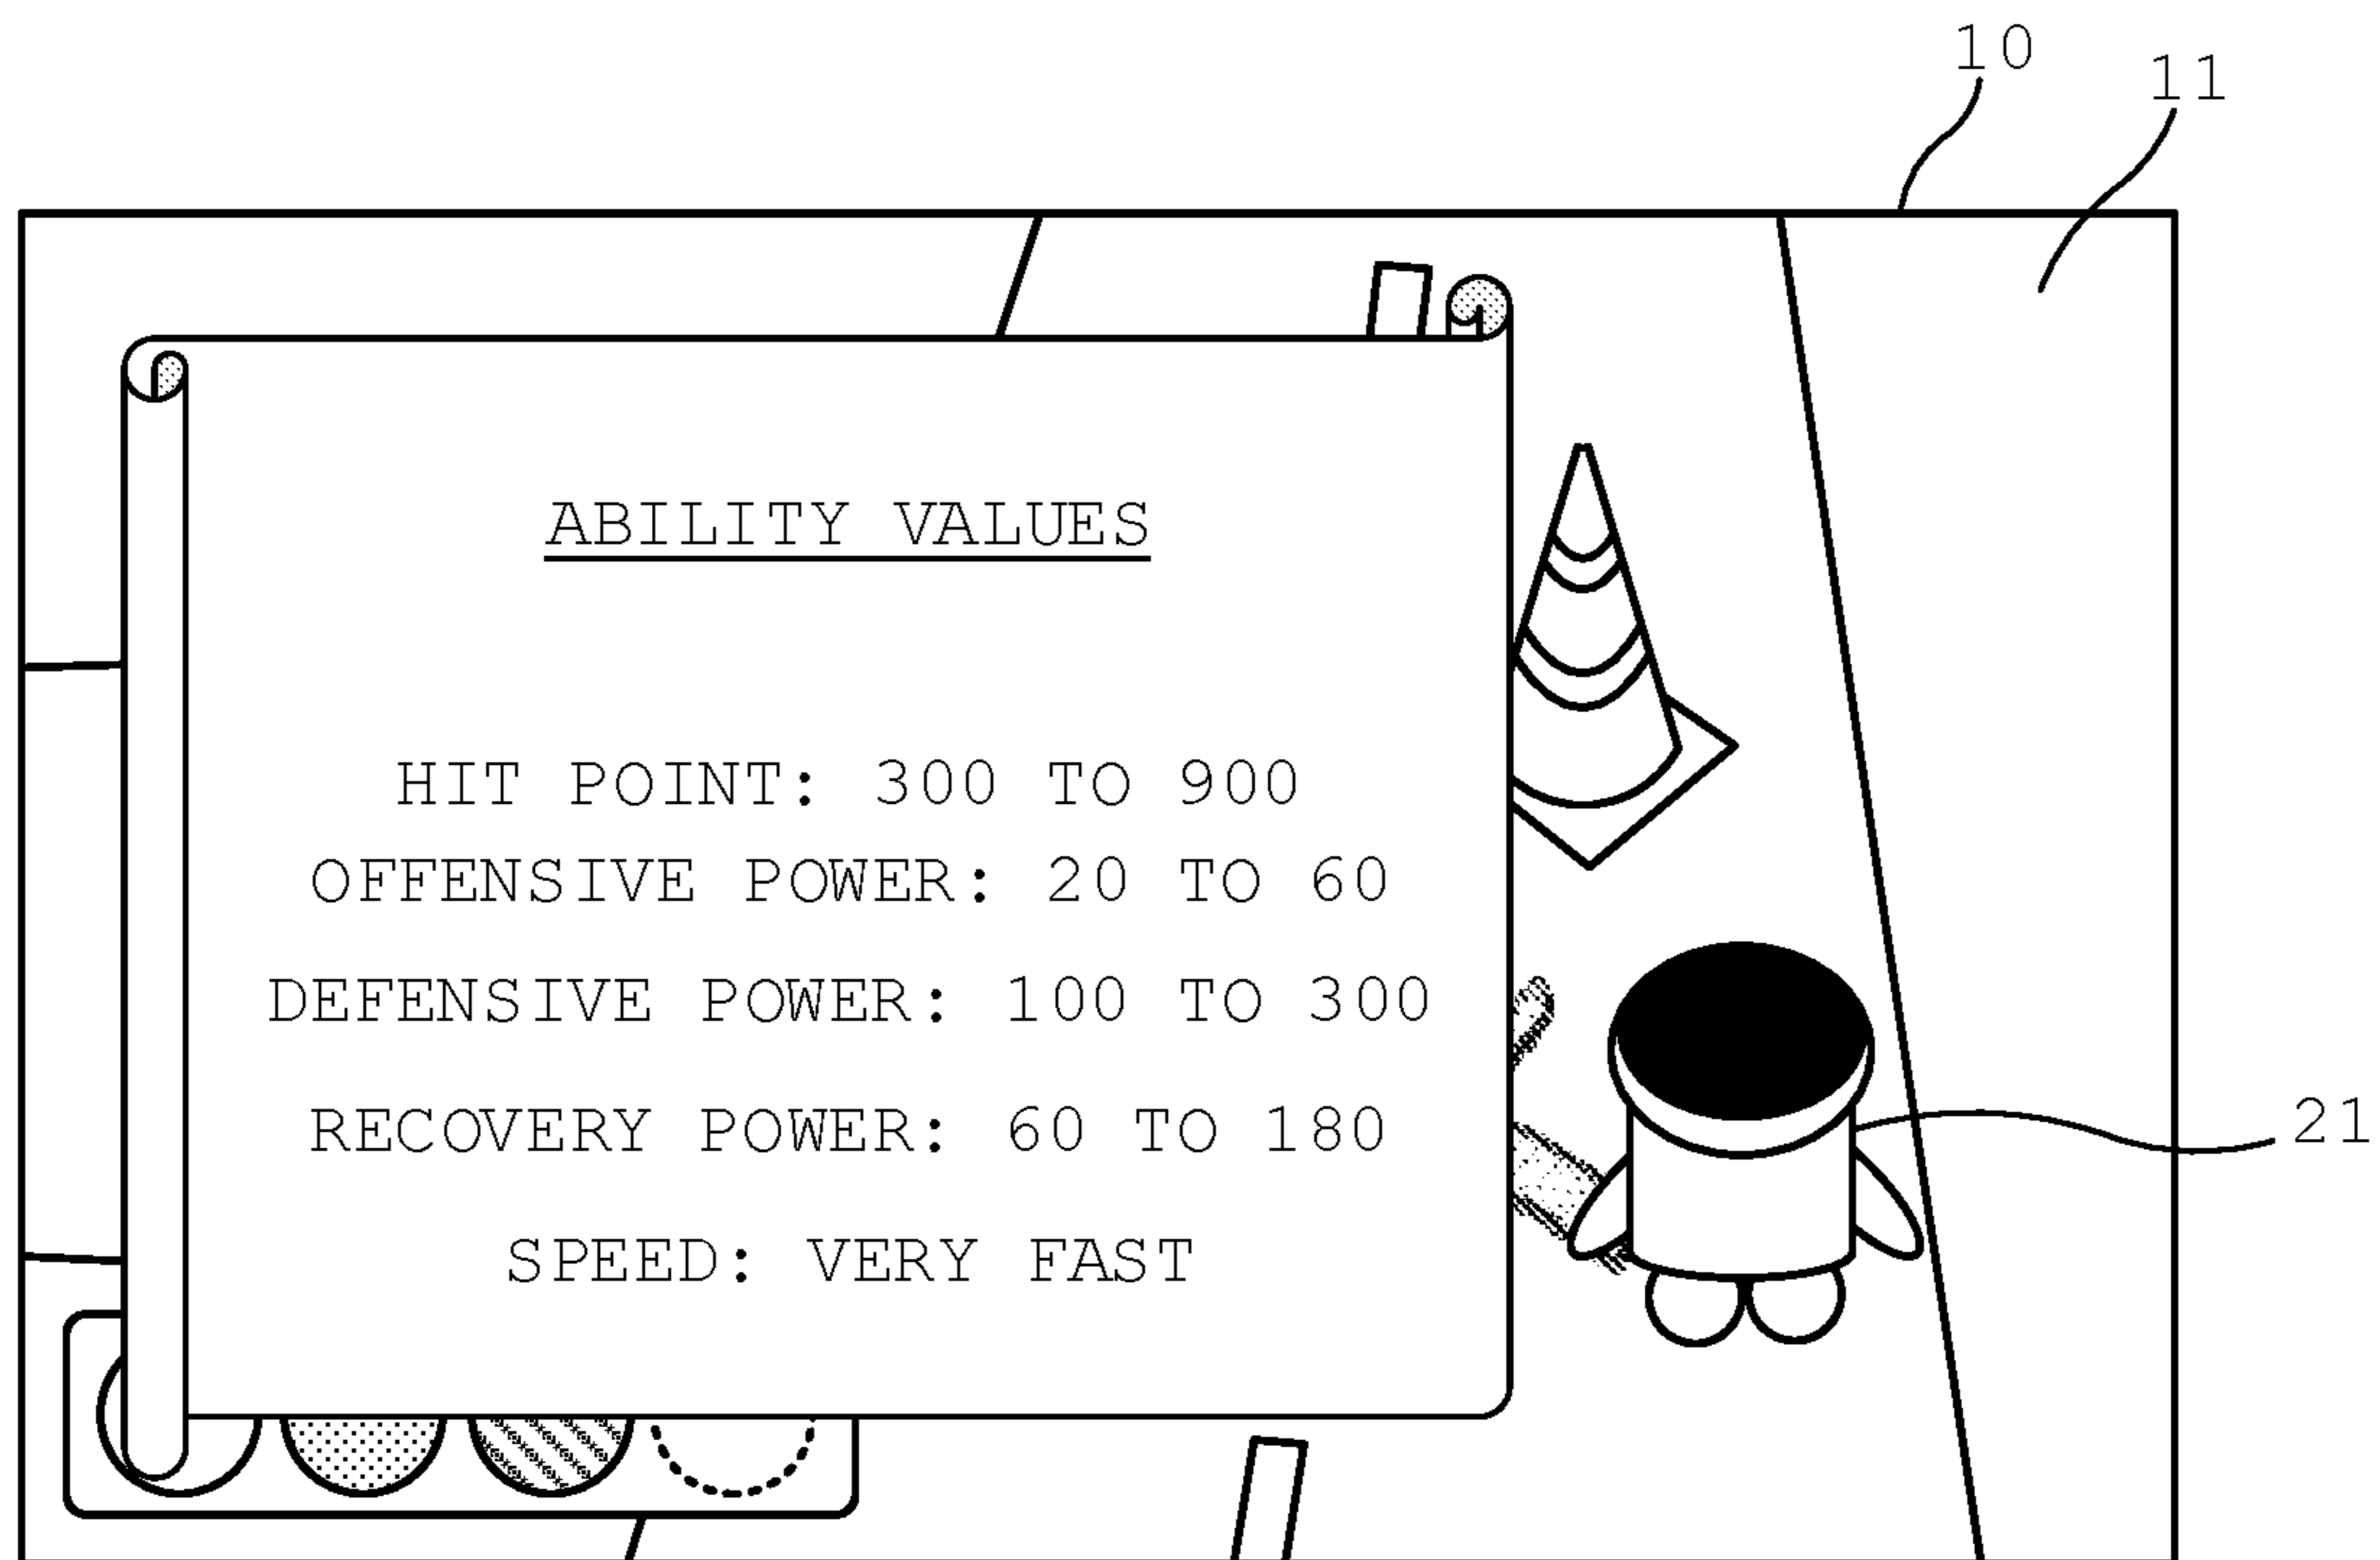 10
11
ABILITY VALUES
HIT POINT: 300 TO 900
OFFENSIVE POWER: 20 TO 60
DEFENSIVE POWER: 100 TO 300
RECOVERY POWER: 60 TO 180
21
SPEED: VERY FAST